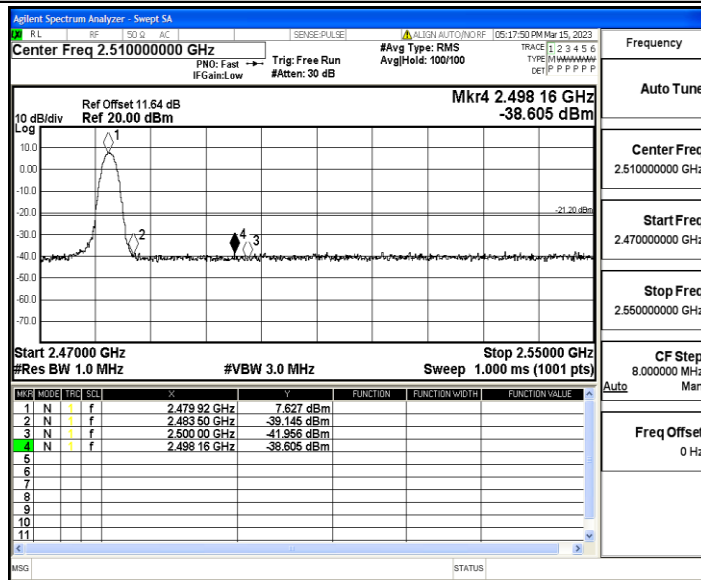 Agilent Spectrum Analyzer - Swept SA
RL RF 50 Ω AC SENSE:PULSE ALIGN AUTO/NO RF 05:17:50 PM Mar 15, 2023
Center Freq 2.510000000 GHz
PNO: Fast Trig: Free Run #Avg Type: RMS TRACE 1 2 3 4 5 6
IFGain:Low #Atten: 30 dB Avg|Hold: 100/100 TYPE M W W W W W
DET P P P P P P
Ref Offset 11.64 dB Mkr4 2.498 16 GHz
10 dB/div Ref 20.00 dBm -38.605 dBm
Log
1
10.0
0.00
-10.0
-20.0 -21.20 dBm
-30.0 2 4 3
-40.0
-50.0
-60.0
-70.0
Start 2.47000 GHz Stop 2.55000 GHz
#Res BW 1.0 MHz #VBW 3.0 MHz Sweep 1.000 ms (1001 pts)
MKR MODE TRC SCL X Y FUNCTION FUNCTION WIDTH FUNCTION VALUE
1 N 1 f 2.479 92 GHz 7.627 dBm
2 N 1 f 2.483 50 GHz -39.145 dBm
3 N 1 f 2.500 00 GHz -41.956 dBm
4 N 1 f 2.498 16 GHz -38.605 dBm
5
6
7
8
9
10
11
MSG STATUS
Frequency
Auto Tune
Center Freq
2.510000000 GHz
Start Freq
2.470000000 GHz
Stop Freq
2.550000000 GHz
CF Step
8.000000 MHz
Auto Man
Freq Offset
0 Hz